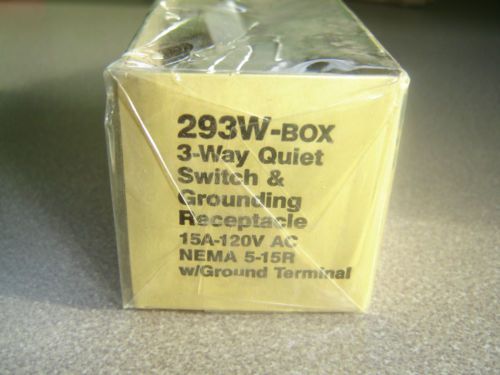 293W-BOX
3-Way Quiet
Switch &
Grounding
Receptacle
15A-120V AC
NEMA 5-15R
w/Ground Terminal